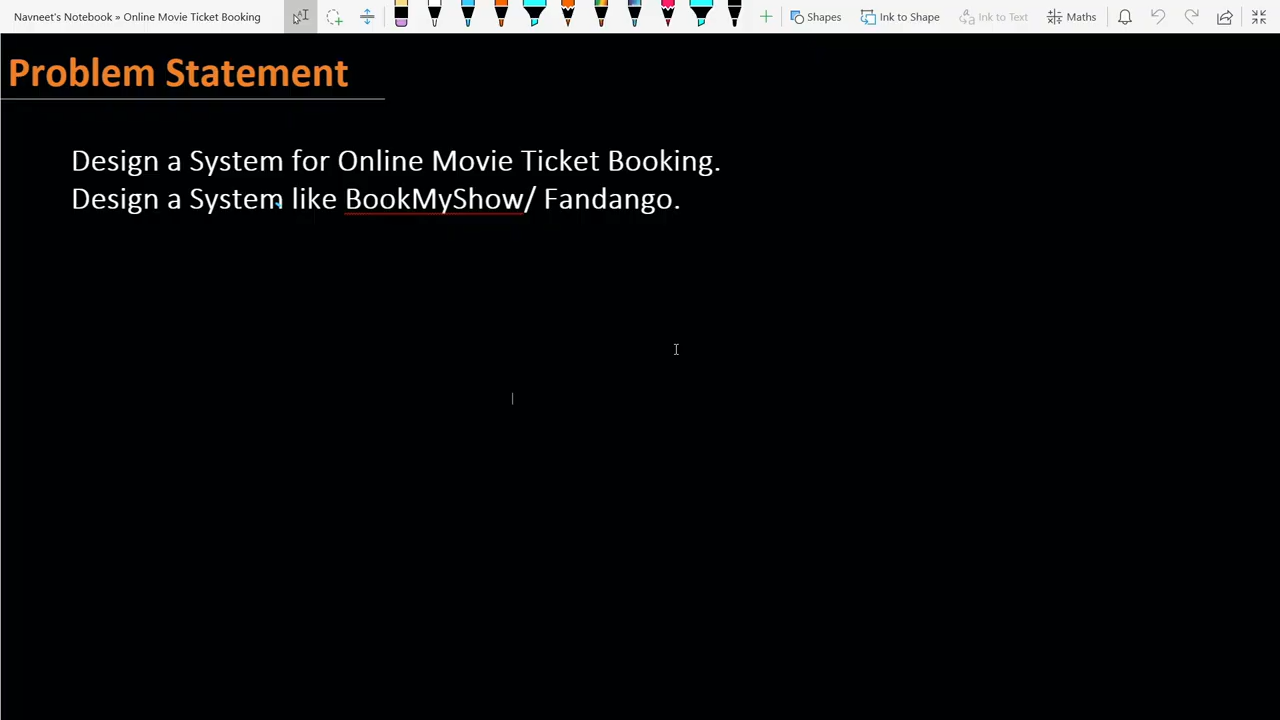 Navneet's Notebook » Online Movie Ticket Booking
Shapes
Ink to Shape
Ink to Text
Maths
Problem Statement
Design a System for Online Movie Ticket Booking.
Design a System like BookMyShow/ Fandango.